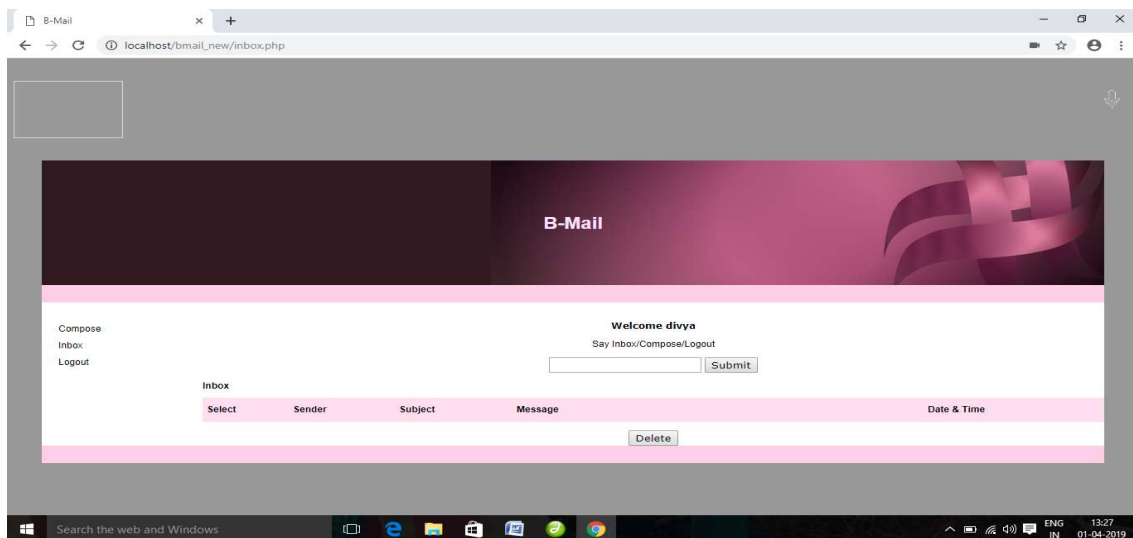 B-Mail
localhost/bmail_new/inbox.php
B-Mail
Welcome divya
Compose
Say Inbox/Compose/Logout
Inbox
Logout
Submit
Inbox
Select Sender Subject Message Date & Time
Delete
Search the web and Windows
ENG 13:27
IN 01-04-2019